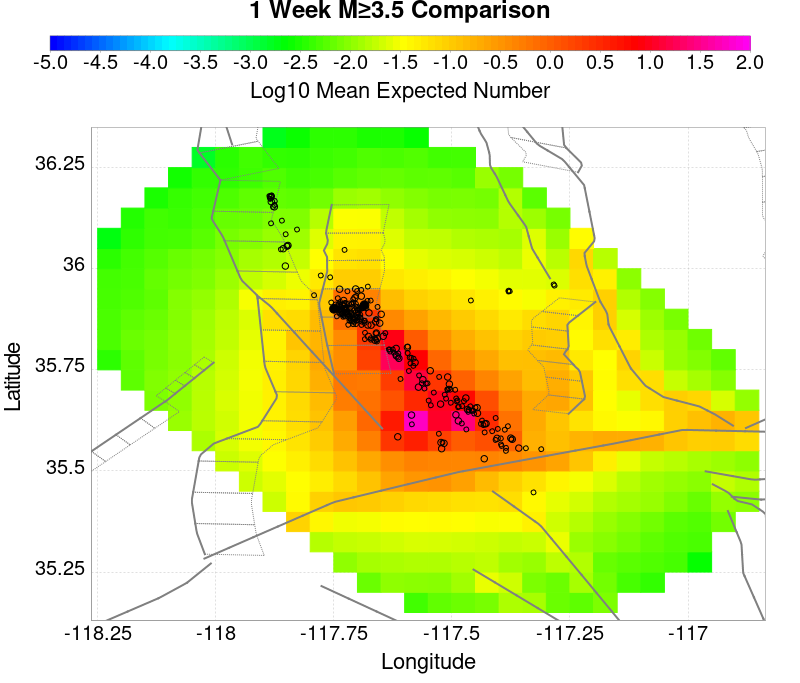 1 Week M≥3.5 Comparison
-5.0 -4.5 -4.0 -3.5 -3.0 -2.5 -2.0 -1.5 -1.0 -0.5 0.0 0.5 1.0 1.5 2.0
Log10 Mean Expected Number
36.25
36
35.75
35.5
35.25
Latitude
-118.25 -118 -117.75 -117.5 -117.25 -117
Longitude